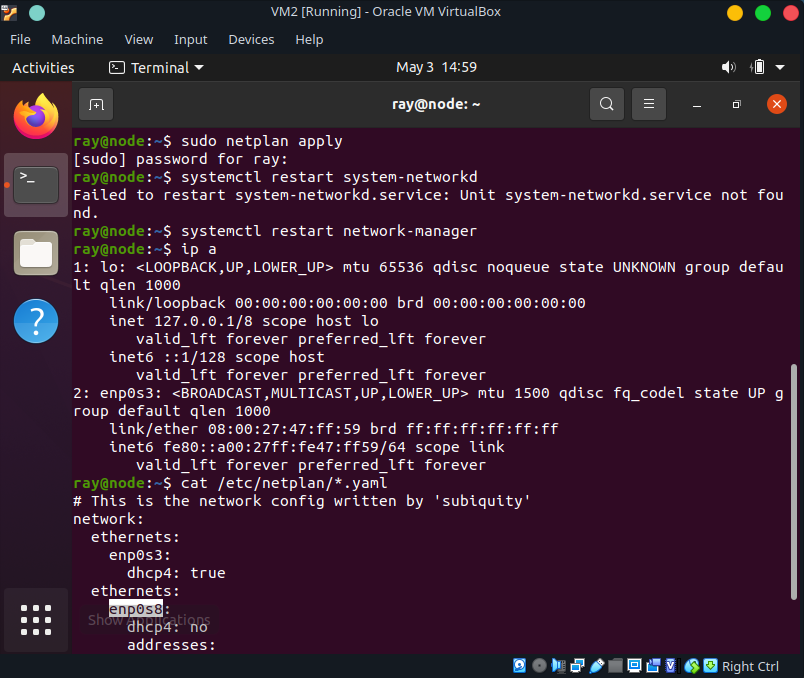 VM2 [Running] - Oracle VM VirtualBox
File Machine View Input Devices Help
Activities Terminal May 3 14:59
ray@node: ~
ray@node:~$ sudo netplan apply
[sudo] password for ray:
ray@node:~$ systemctl restart system-networkd
Failed to restart system-networkd.service: Unit system-networkd.service not fou
nd.
ray@node:~$ systemctl restart network-manager
ray@node:~$ ip a
1: lo: <LOOPBACK,UP,LOWER_UP> mtu 65536 qdisc noqueue state UNKNOWN group defau
lt qlen 1000
    link/loopback 00:00:00:00:00:00 brd 00:00:00:00:00:00
    inet 127.0.0.1/8 scope host lo
       valid_lft forever preferred_lft forever
    inet6 ::1/128 scope host
       valid_lft forever preferred_lft forever
2: enp0s3: <BROADCAST,MULTICAST,UP,LOWER_UP> mtu 1500 qdisc fq_codel state UP g
roup default qlen 1000
    link/ether 08:00:27:47:ff:59 brd ff:ff:ff:ff:ff:ff
    inet6 fe80::a00:27ff:fe47:ff59/64 scope link
       valid_lft forever preferred_lft forever
ray@node:~$ cat /etc/netplan/*.yaml
# This is the network config written by 'subiquity'
network:
  ethernets:
    enp0s3:
      dhcp4: true
  ethernets:
    enp0s8:
Show Applications
      dhcp4: no
      addresses:
Right Ctrl